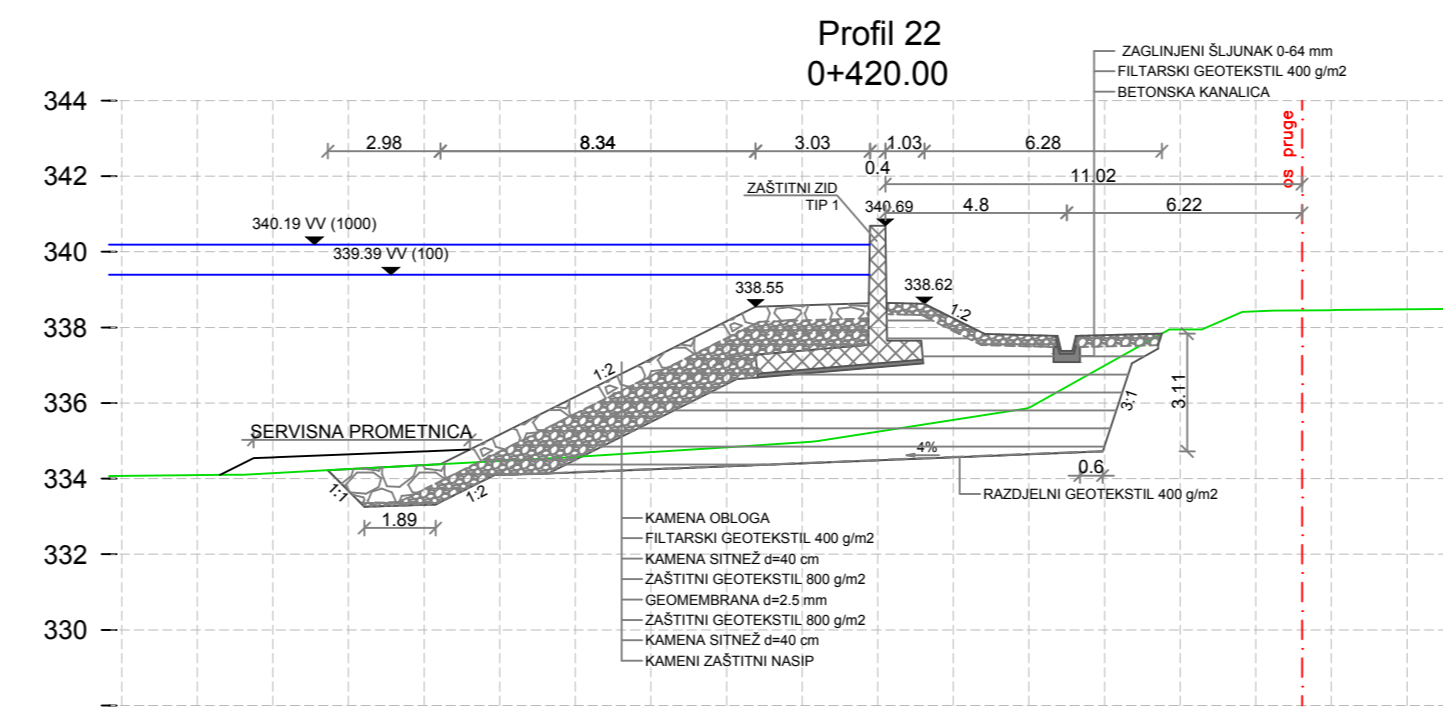 Profil 22
0+420.00
ZAGLINJENI ŠLJUNAK 0-64 mm
FILTARSKI GEOTEKSTIL 400 g/m2
BETONSKA KANALICA
344
342
340
338
336
334
332
330
os pruge
2.98
8.34
3.03
1.03
6.28
0.4
11.02
ZAŠTITNI ZID
TIP 1
340.69
4.8
6.22
340.19 VV (1000)
339.39 VV (100)
338.55
338.62
1:2
1:2
3:1
3.11
SERVISNA PROMETNICA
4%
0.6
1:1
1:2
1.89
RAZDJELNI GEOTEKSTIL 400 g/m2
KAMENA OBLOGA
FILTARSKI GEOTEKSTIL 400 g/m2
KAMENA SITNEŽ d=40 cm
ZAŠTITNI GEOTEKSTIL 800 g/m2
GEOMEMBRANA d=2.5 mm
ZAŠTITNI GEOTEKSTIL 800 g/m2
KAMENA SITNEŽ d=40 cm
KAMENI ZAŠTITNI NASIP